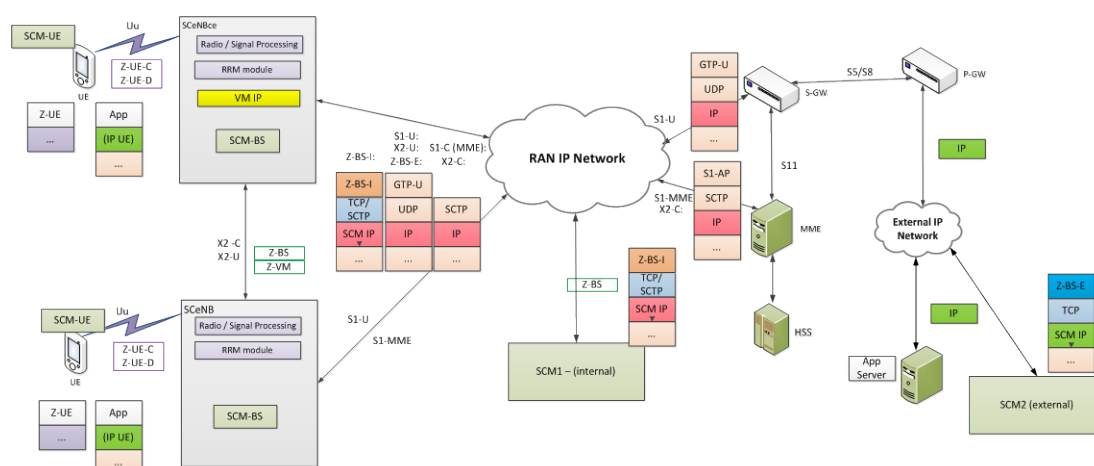 SCM-UE
Uu
UE
Z-UE-C
Z-UE-D
Z-UE
...
App
(IP UE)
...
SCeNBce
Radio / Signal Processing
RRM module
VM IP
SCM-BS
X2 -C
X2-U
Z-BS
Z-VM
SCM-UE
Uu
UE
Z-UE-C
Z-UE-D
Z-UE
...
App
(IP UE)
...
SCeNB
Radio / Signal Processing
RRM module
SCM-BS
Z-BS-I:
S1-U:
X2-U:
Z-BS-E:
S1-C (MME):
X2-C:
Z-BS-I
TCP/
SCTP
SCM IP
...
GTP-U
UDP
IP
...
SCTP
IP
...
S1-U
S1-MME
RAN IP Network
S1-U
GTP-U
UDP
IP
...
S1-MME
X2-C:
S1-AP
SCTP
IP
...
Z-BS
Z-BS-I
TCP/
SCTP
SCM IP
...
SCM1 – (internal)
S-GW
S5/S8
P-GW
S11
MME
HSS
IP
External IP
Network
IP
App
Server
Z-BS-E
TCP
SCM IP
...
SCM2 (external)